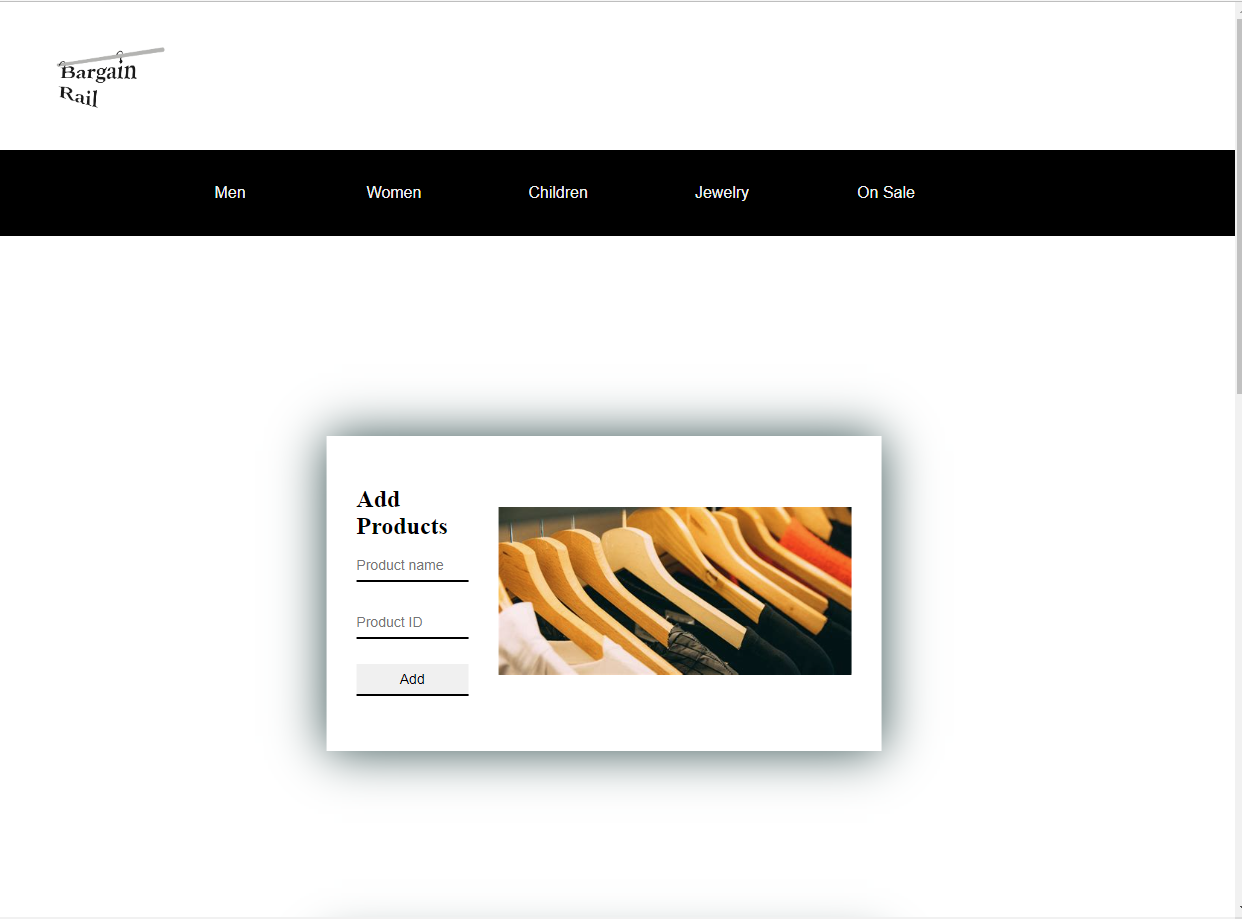 Bargain
Rail
Men Women Children Jewelry On Sale
Add
Products
Product name
Product ID
Add